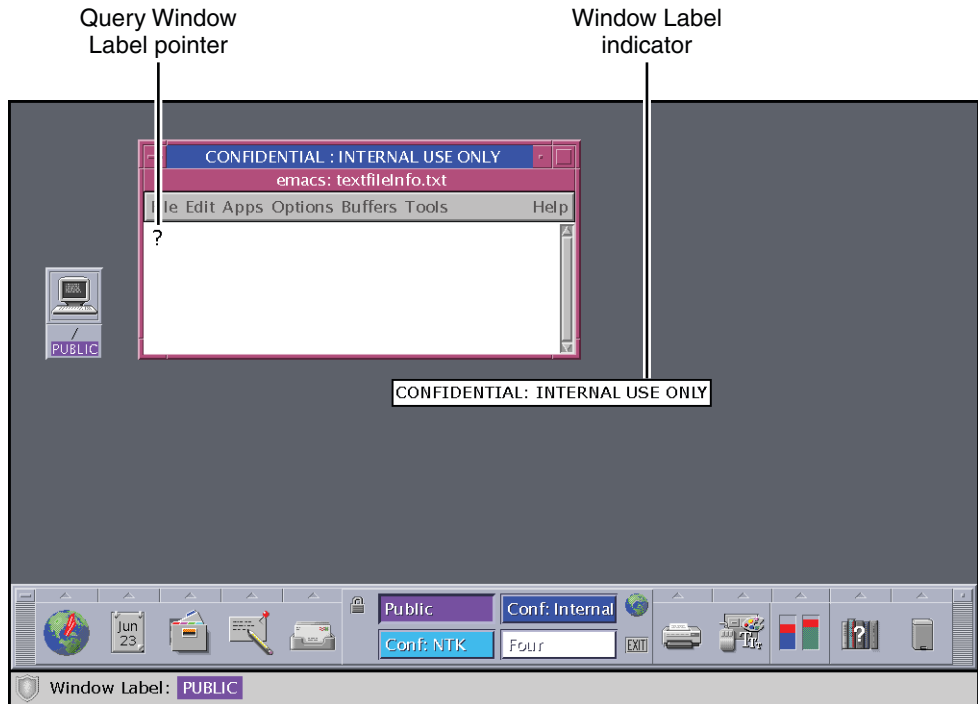 Query Window
Label pointer
Window Label
indicator
CONFIDENTIAL : INTERNAL USE ONLY
emacs: textfileInfo.txt
File Edit Apps Options Buffers Tools Help
?
/
PUBLIC
CONFIDENTIAL: INTERNAL USE ONLY
Public Conf: Internal
Jun
23
Conf: NTK Four EXIT
?
Window Label: PUBLIC